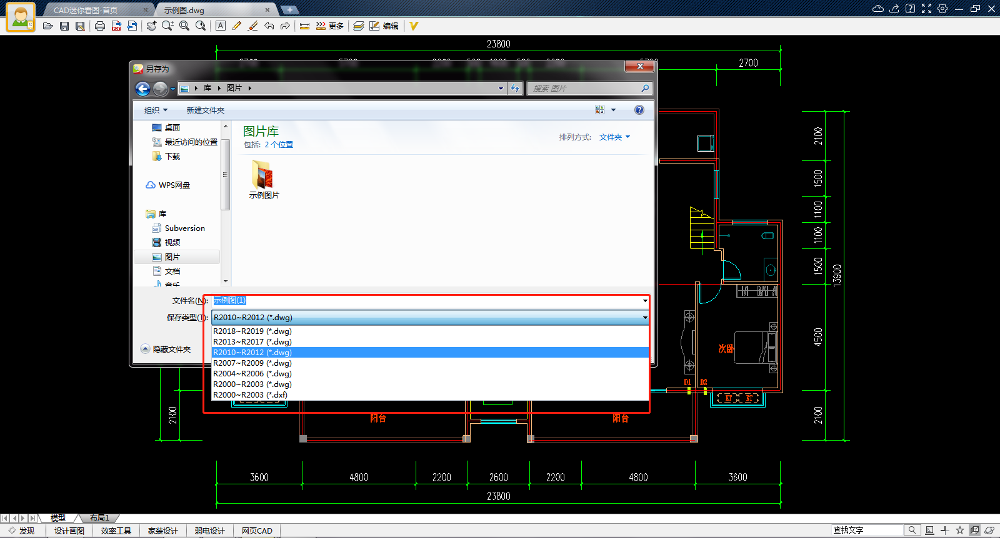 CAD迷你看图-首页
示例图.dwg
更多
编辑
23800
2700
另存为
库
图片
搜索 图片
组织
新建文件夹
桌面
最近访问的位置
下载
WPS网盘
库
Subversion
视频
图片
文档
音乐
图片库
包括: 2 个位置
排列方式:
文件夹
示例图片
文件名(N):
示例图(1)
保存类型(T):
R2010~R2012 (*.dwg)
R2018~R2019 (*.dwg)
R2013~R2017 (*.dwg)
R2010~R2012 (*.dwg)
R2007~R2009 (*.dwg)
R2004~R2006 (*.dwg)
R2000~R2003 (*.dwg)
R2000~R2003 (*.dxf)
隐藏文件夹
2100
1500
1100
1100
1500
13900
4500
2100
次卧
D1
D2
KT
KT
2100
阳台
阳台
3600
4800
2200
2600
2200
4800
3600
23800
模型
布局1
发现
设计画图
效率工具
家装设计
弱电设计
网页CAD
查找文字